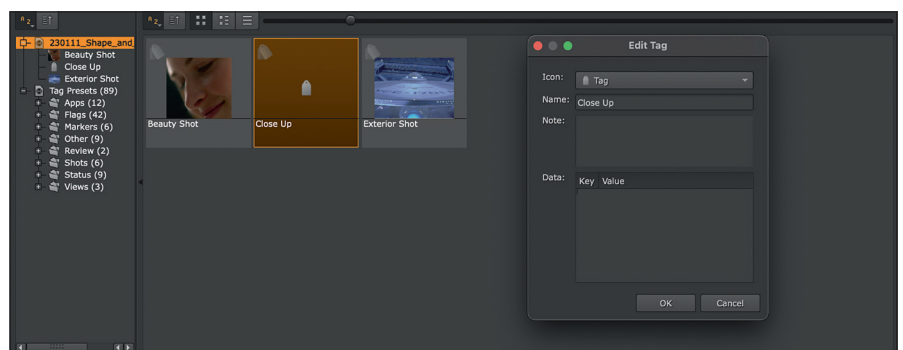 230111_Shape_and_
Beauty Shot
Close Up
Exterior Shot
Tag Presets (89)
Apps (12)
Flags (42)
Markers (6)
Other (9)
Review (2)
Shots (6)
Status (9)
Views (3)
Beauty Shot
Close Up
Exterior Shot
Edit Tag
Icon: Tag
Name: Close Up
Note:
Data: Key Value
OK Cancel